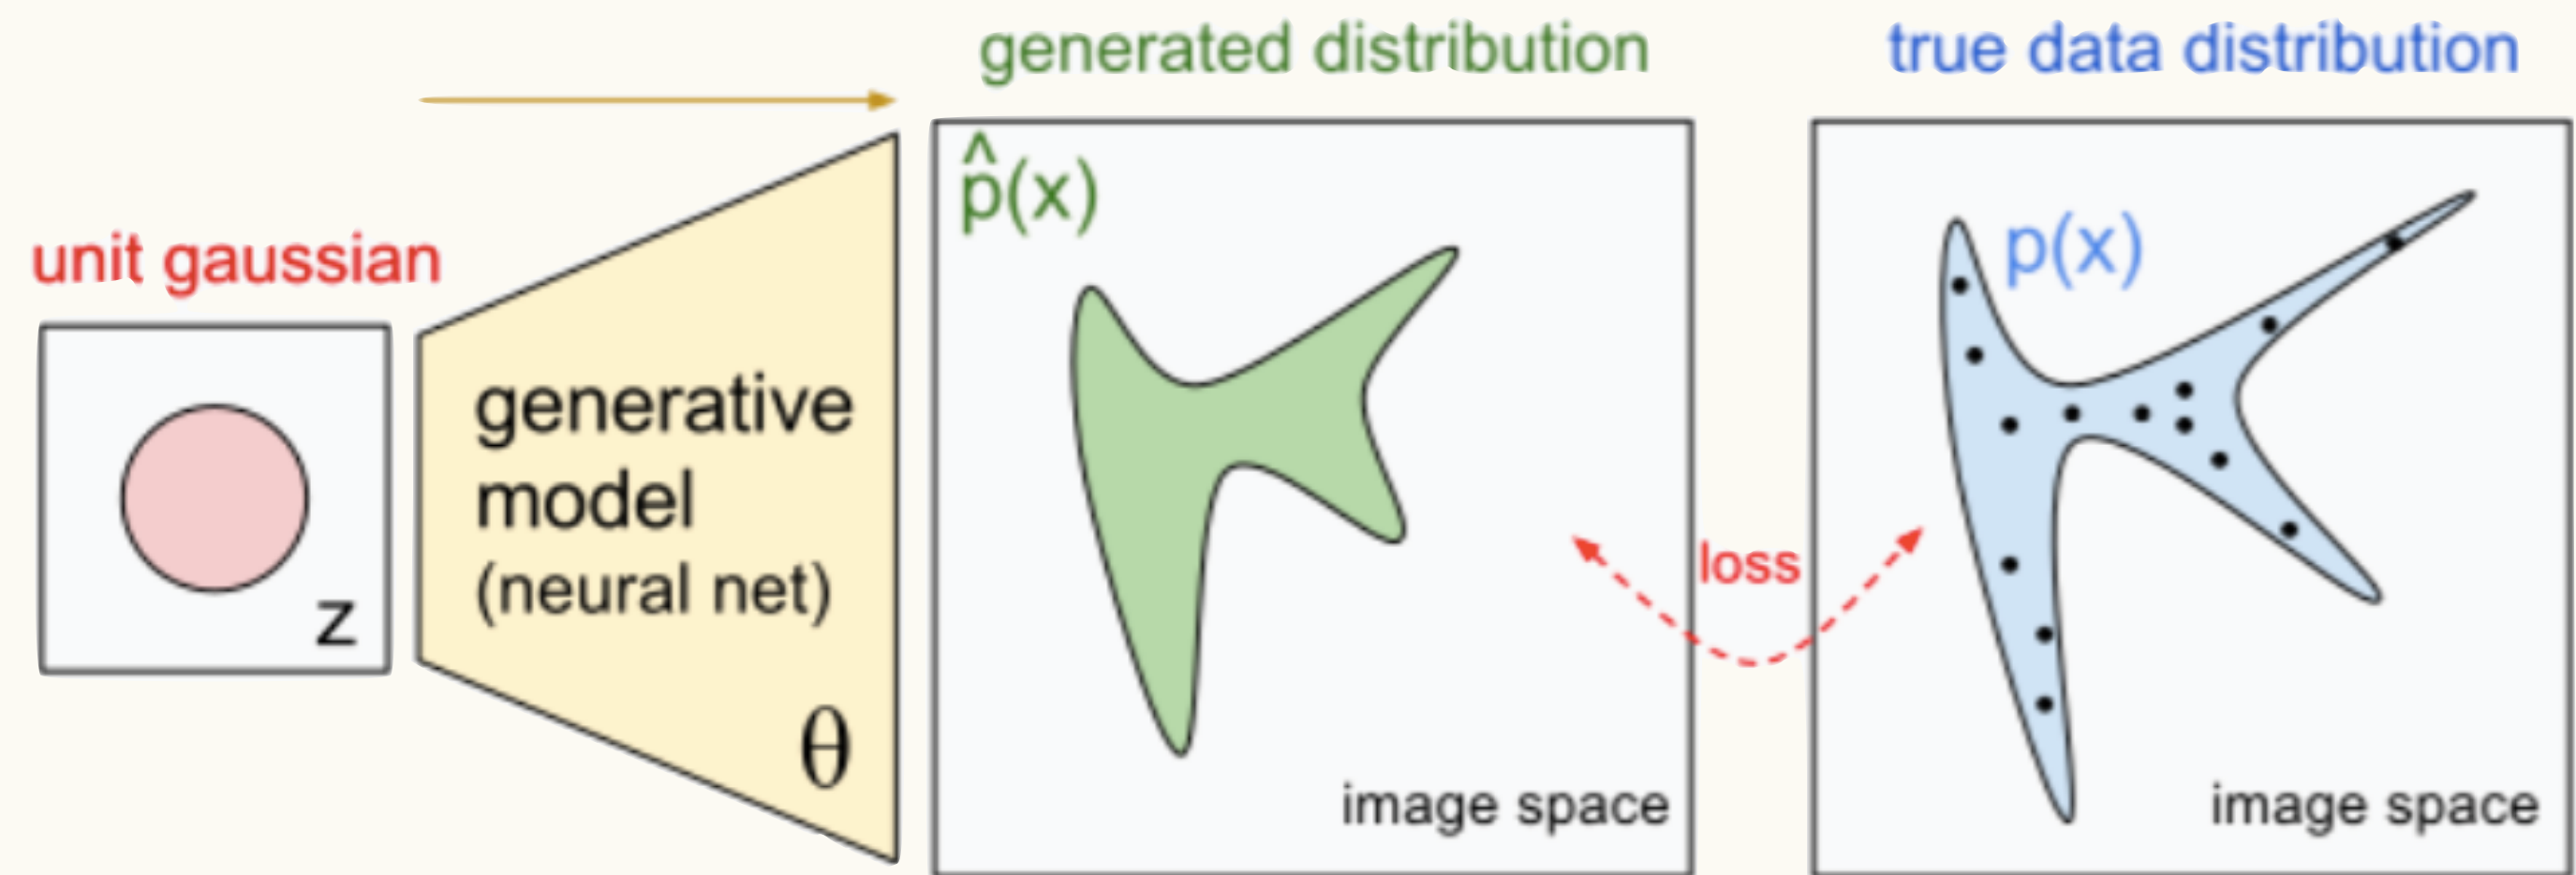 unit gaussian
z
generative
model
(neural net)
θ
generated distribution
p̂(x)
image space
loss
true data distribution
p(x)
image space